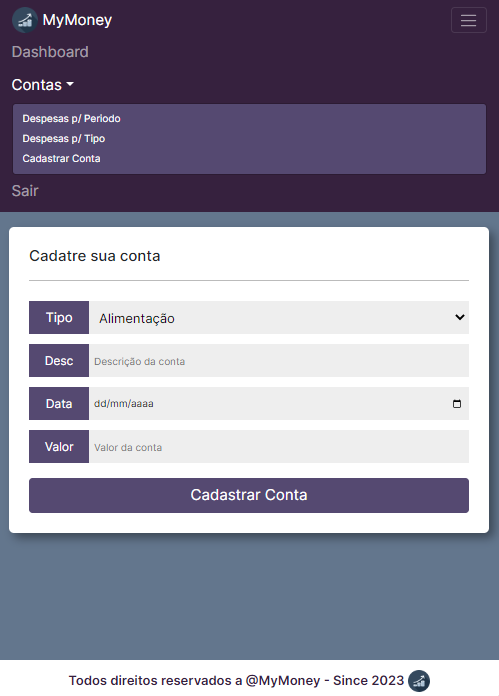 MyMoney
Dashboard
Contas
Despesas p/ Periodo
Despesas p/ Tipo
Cadastrar Conta
Sair
Cadatre sua conta
Tipo Alimentação
Desc Descrição da conta
Data dd/mm/aaaa
Valor Valor da conta
Cadastrar Conta
Todos direitos reservados a @MyMoney - Since 2023